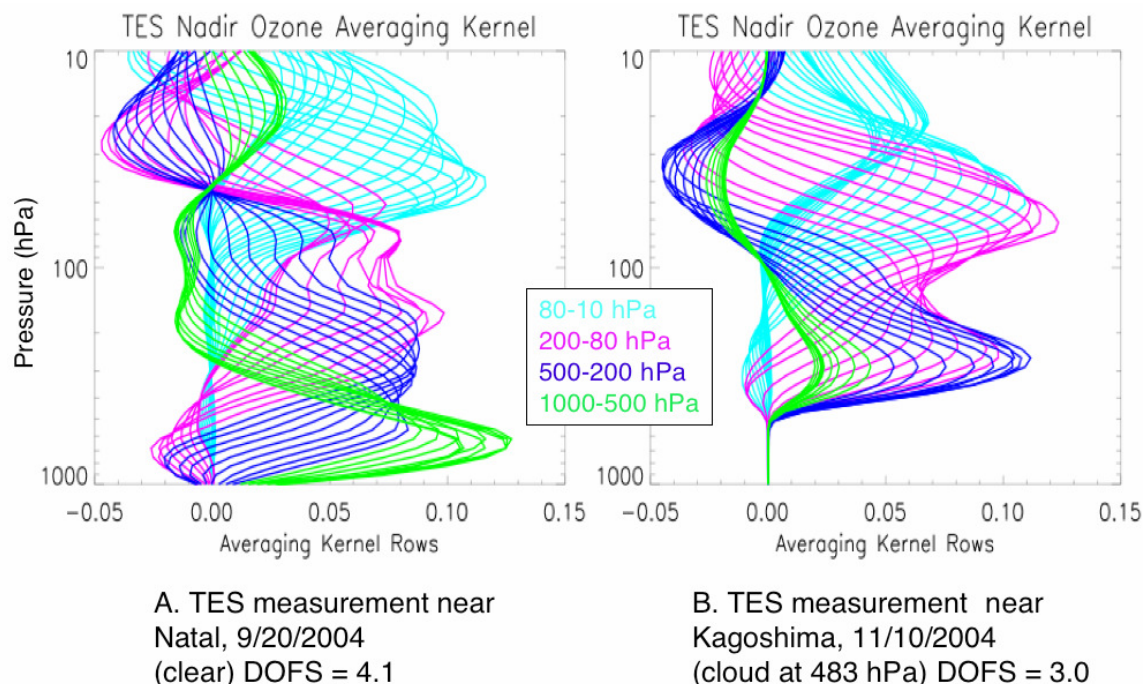 TES Nadir Ozone Averaging Kernel
10
100
1000
Pressure (hPa)
-0.05 0.00 0.05 0.10 0.15
Averaging Kernel Rows
TES Nadir Ozone Averaging Kernel
10
100
1000
-0.05 0.00 0.05 0.10 0.15
Averaging Kernel Rows
80-10 hPa
200-80 hPa
500-200 hPa
1000-500 hPa
A. TES measurement near
Natal, 9/20/2004
(clear) DOFS = 4.1
B. TES measurement near
Kagoshima, 11/10/2004
(cloud at 483 hPa) DOFS = 3.0